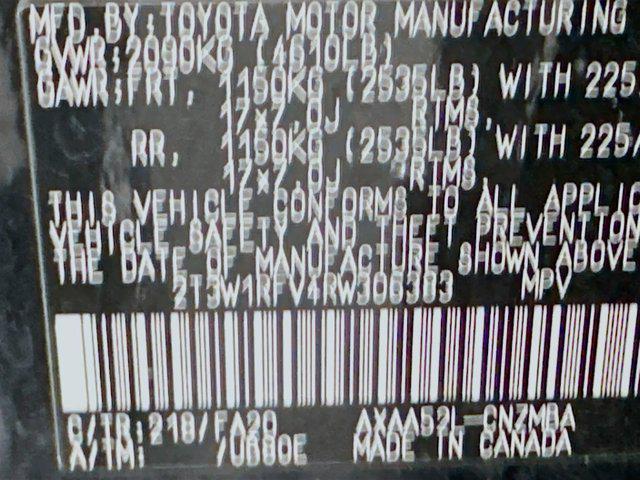 MFD.BY:TOYOTA MOTOR MANUFACTURING
GVWR:2090KG (4610LB)
GAWR:FRT. 1150KG (2535LB) WITH 225
17x7.0J RIMS,
RR. 1150KG (2535LB) WITH 225/
17x7.0J RIMS
THIS VEHICLE CONFORMS TO ALL APPLIC
VEHICLE SAFETY AND THEFT PREVENTION
THE DATE OF MANUFACTURE SHOWN ABOVE
2T3W1RFV4RW306383 MPV
C/TR:218/FA20 AXAA52L-CNZMBA
A/TM: /U680E MADE IN CANADA